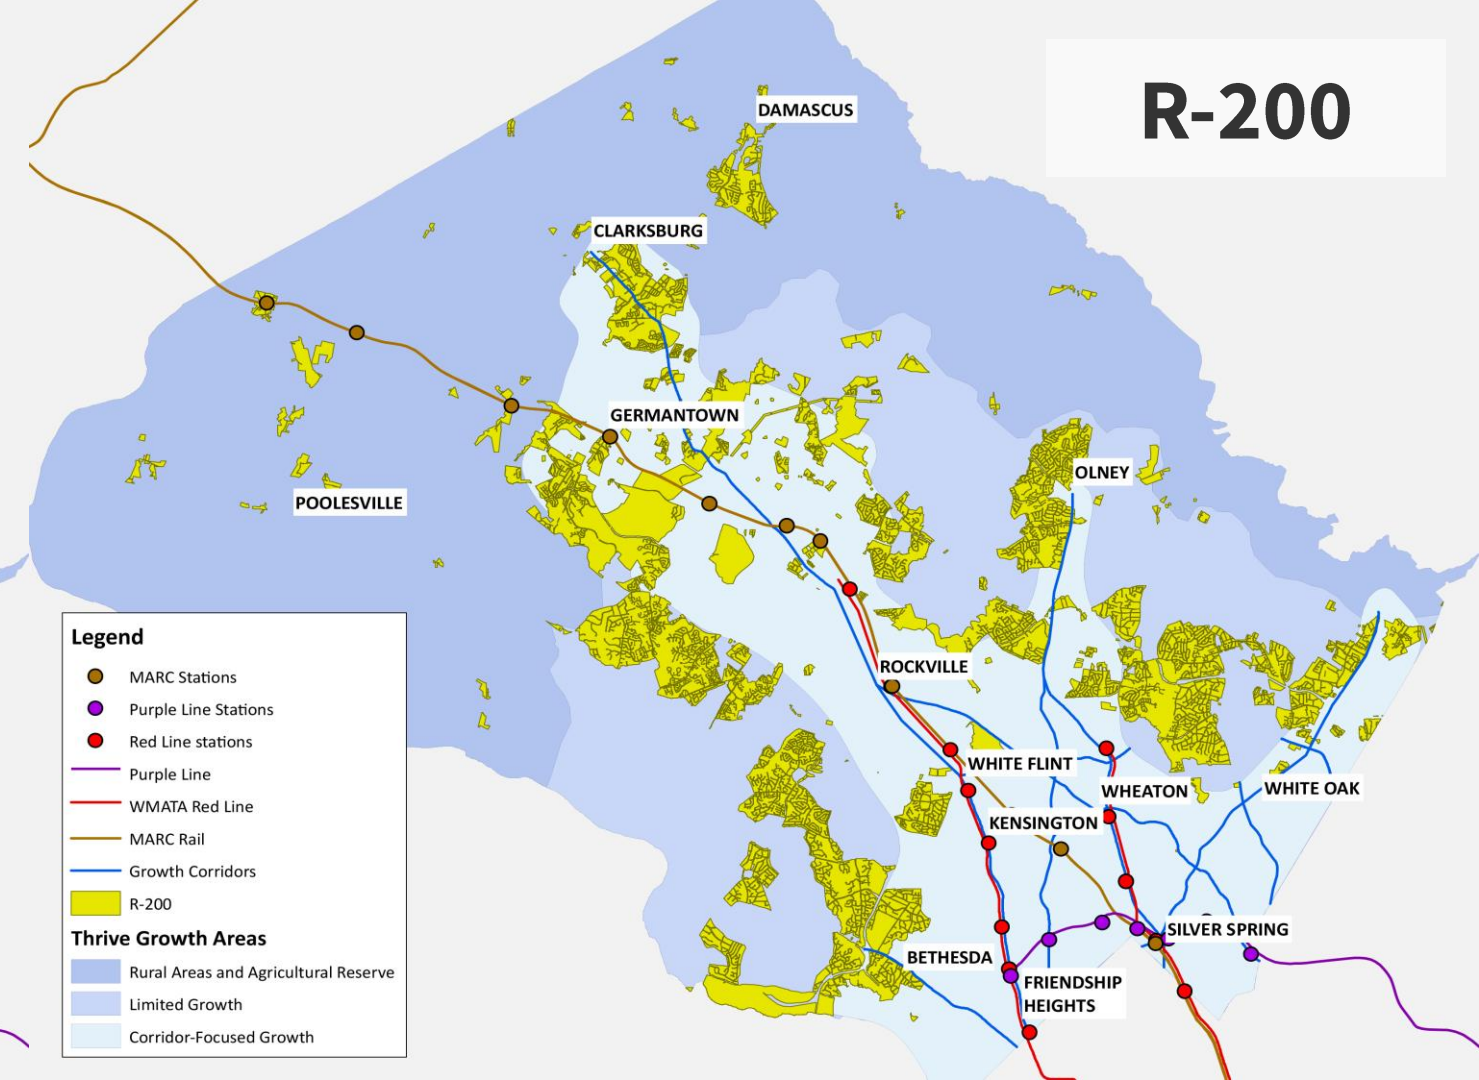 R-200
DAMASCUS
CLARKSBURG
GERMANTOWN
OLNEY
POOLESVILLE
ROCKVILLE
WHITE FLINT
WHEATON
WHITE OAK
KENSINGTON
SILVER SPRING
BETHESDA
FRIENDSHIP
HEIGHTS
Legend
MARC Stations
Purple Line Stations
Red Line stations
Purple Line
WMATA Red Line
MARC Rail
Growth Corridors
R-200
Thrive Growth Areas
Rural Areas and Agricultural Reserve
Limited Growth
Corridor-Focused Growth